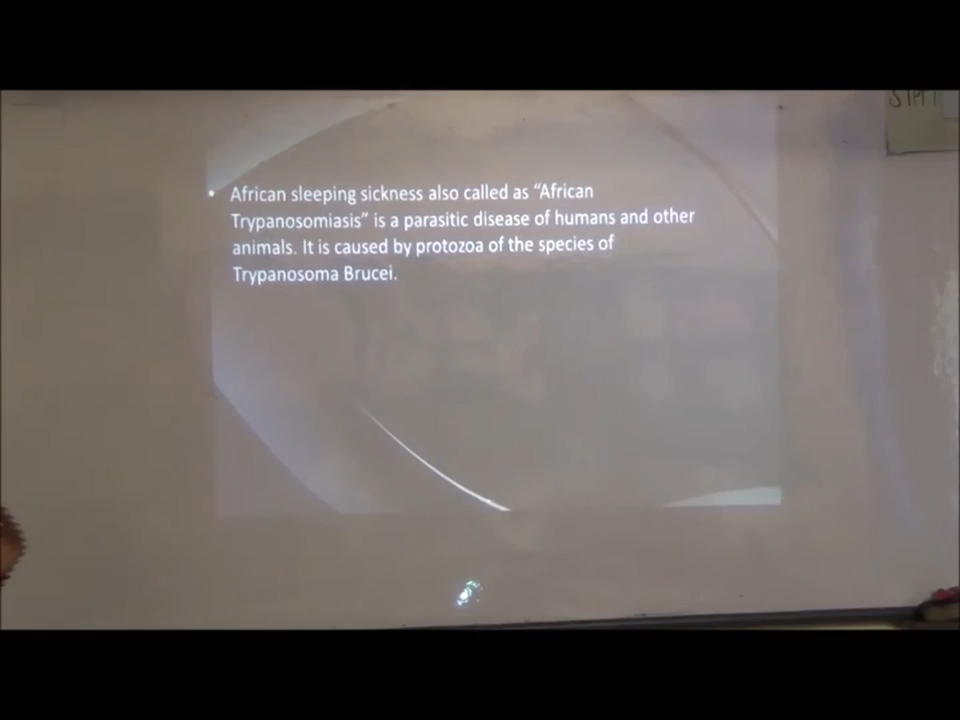 • African sleeping sickness also called as “African
Trypanosomiasis” is a parasitic disease of humans and other
animals. It is caused by protozoa of the species of
Trypanosoma Brucei.